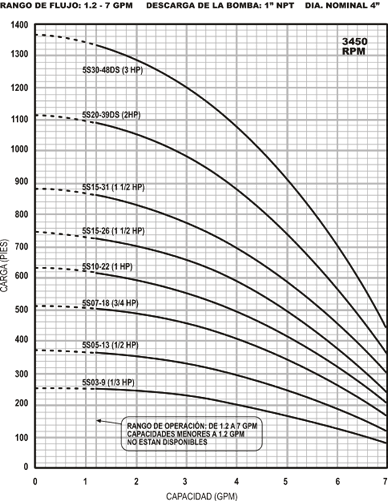 RANGO DE FLUJO: 1.2 - 7 GPM DESCARGA DE LA BOMBA: 1" NPT DIA. NOMINAL 4"
1400
3450
RPM
1300
5S30-48DS (3 HP)
1200
5S20-39DS (2HP)
1100
1000
900
5S15-31 (1 1/2 HP)
800
5S15-26 (1 1/2 HP)
700
CARGA (PIES)
5S10-22 (1 HP)
600
5S07-18 (3/4 HP)
500
5S05-13 (1/2 HP)
400
300
5S03-9 (1/3 HP)
200
RANGO DE OPERACIÓN: DE 1.2 A 7 GPM
CAPACIDADES MENORES A 1.2 GPM
NO ESTAN DISPONIBLES
100
0
0 1 2 3 4 5 6 7
CAPACIDAD (GPM)